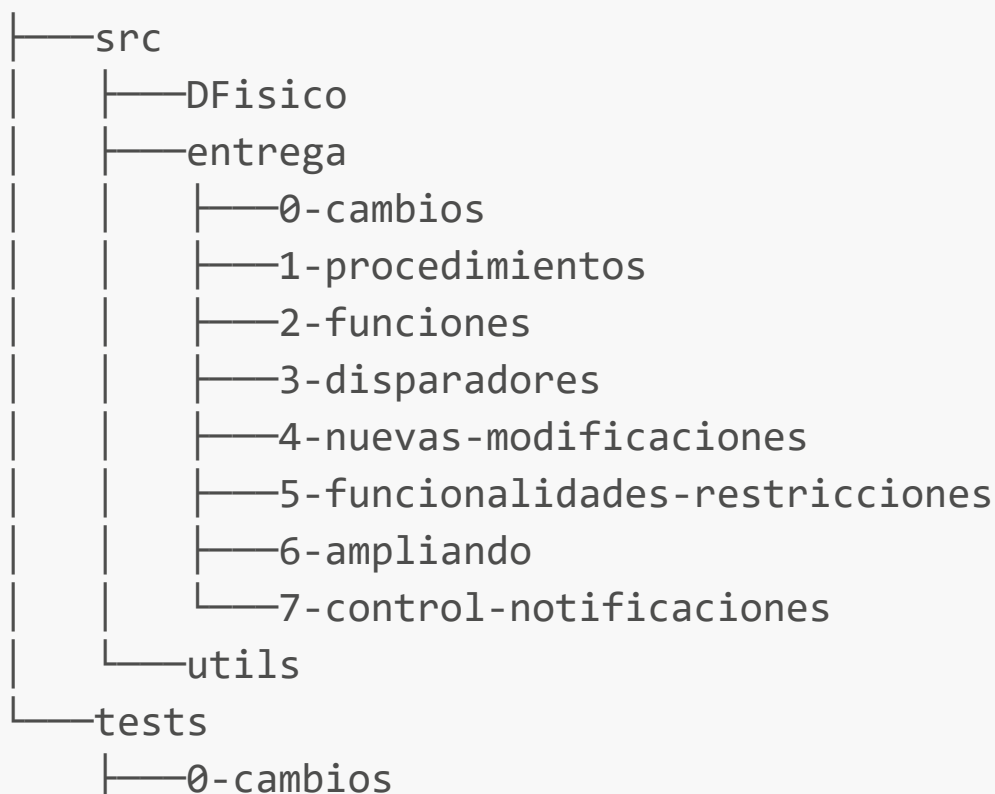 ├───src
│   ├───DFisico
│   ├───entrega
│   │   ├───0-cambios
│   │   ├───1-procedimientos
│   │   ├───2-funciones
│   │   ├───3-disparadores
│   │   ├───4-nuevas-modificaciones
│   │   ├───5-funcionalidades-restricciones
│   │   ├───6-ampliando
│   │   └───7-control-notificaciones
│   └───utils
└───tests
    ├───0-cambios